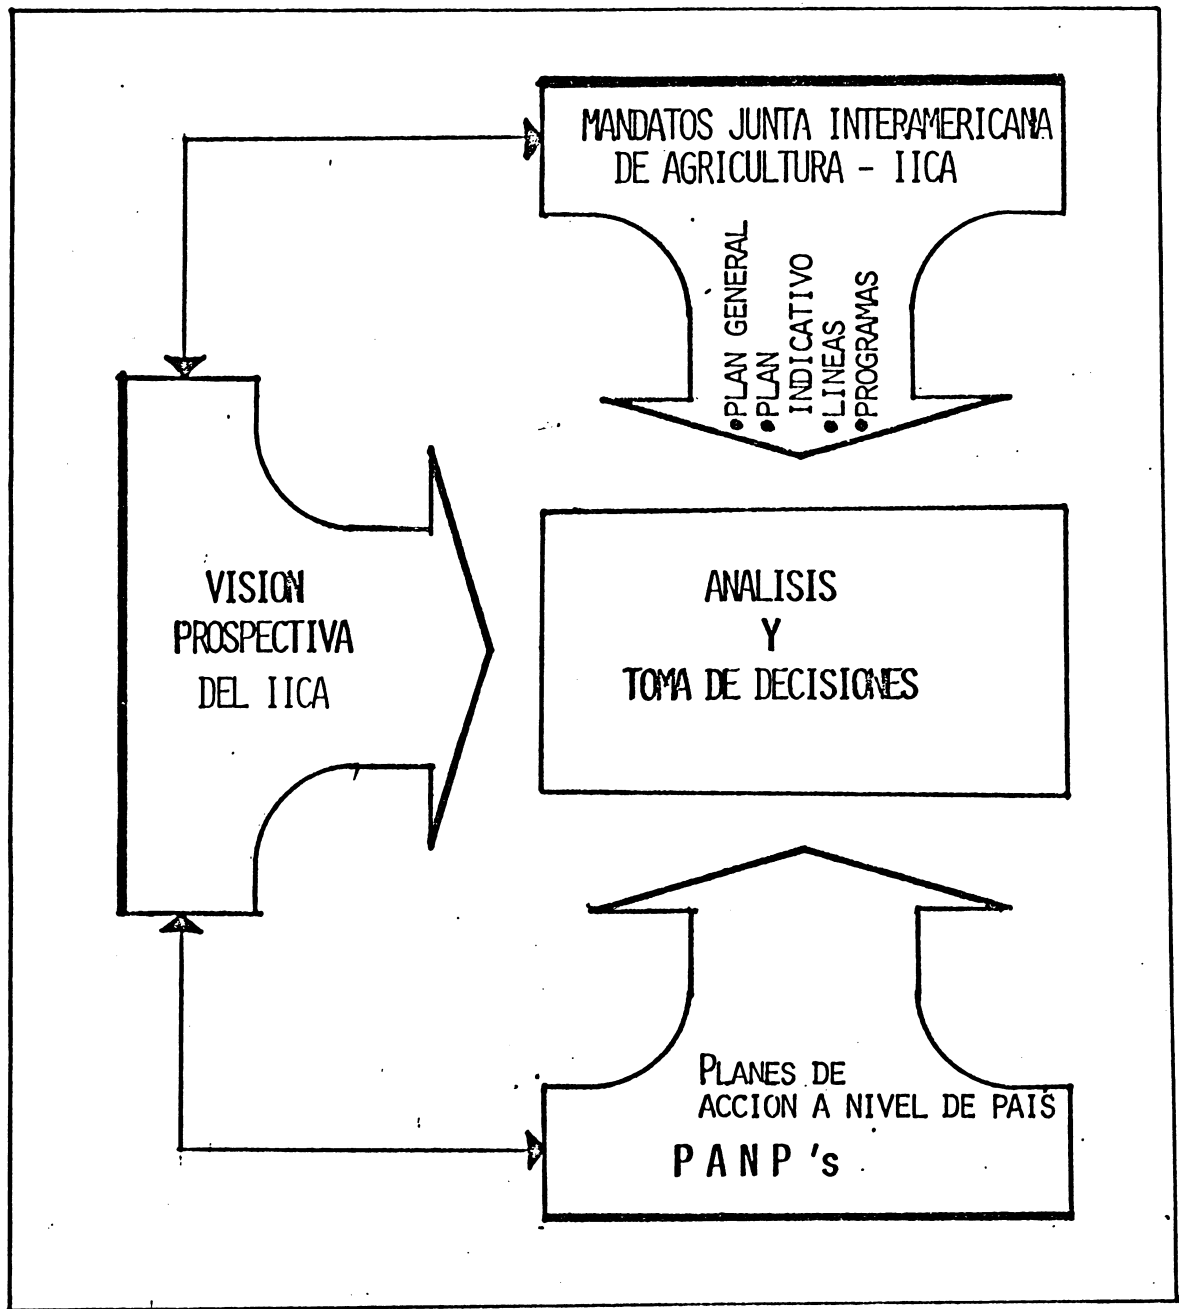 MANDATOS JUNTA INTERAMERICANA
DE AGRICULTURA - IICA
•PLAN GENERAL
•PLAN
INDICATIVO
•LINEAS
•PROGRAMAS
VISION
PROSPECTIVA
DEL IICA
ANALISIS
Y
TOMA DE DECISIONES
PLANES DE
ACCION A NIVEL DE PAIS
PANP's